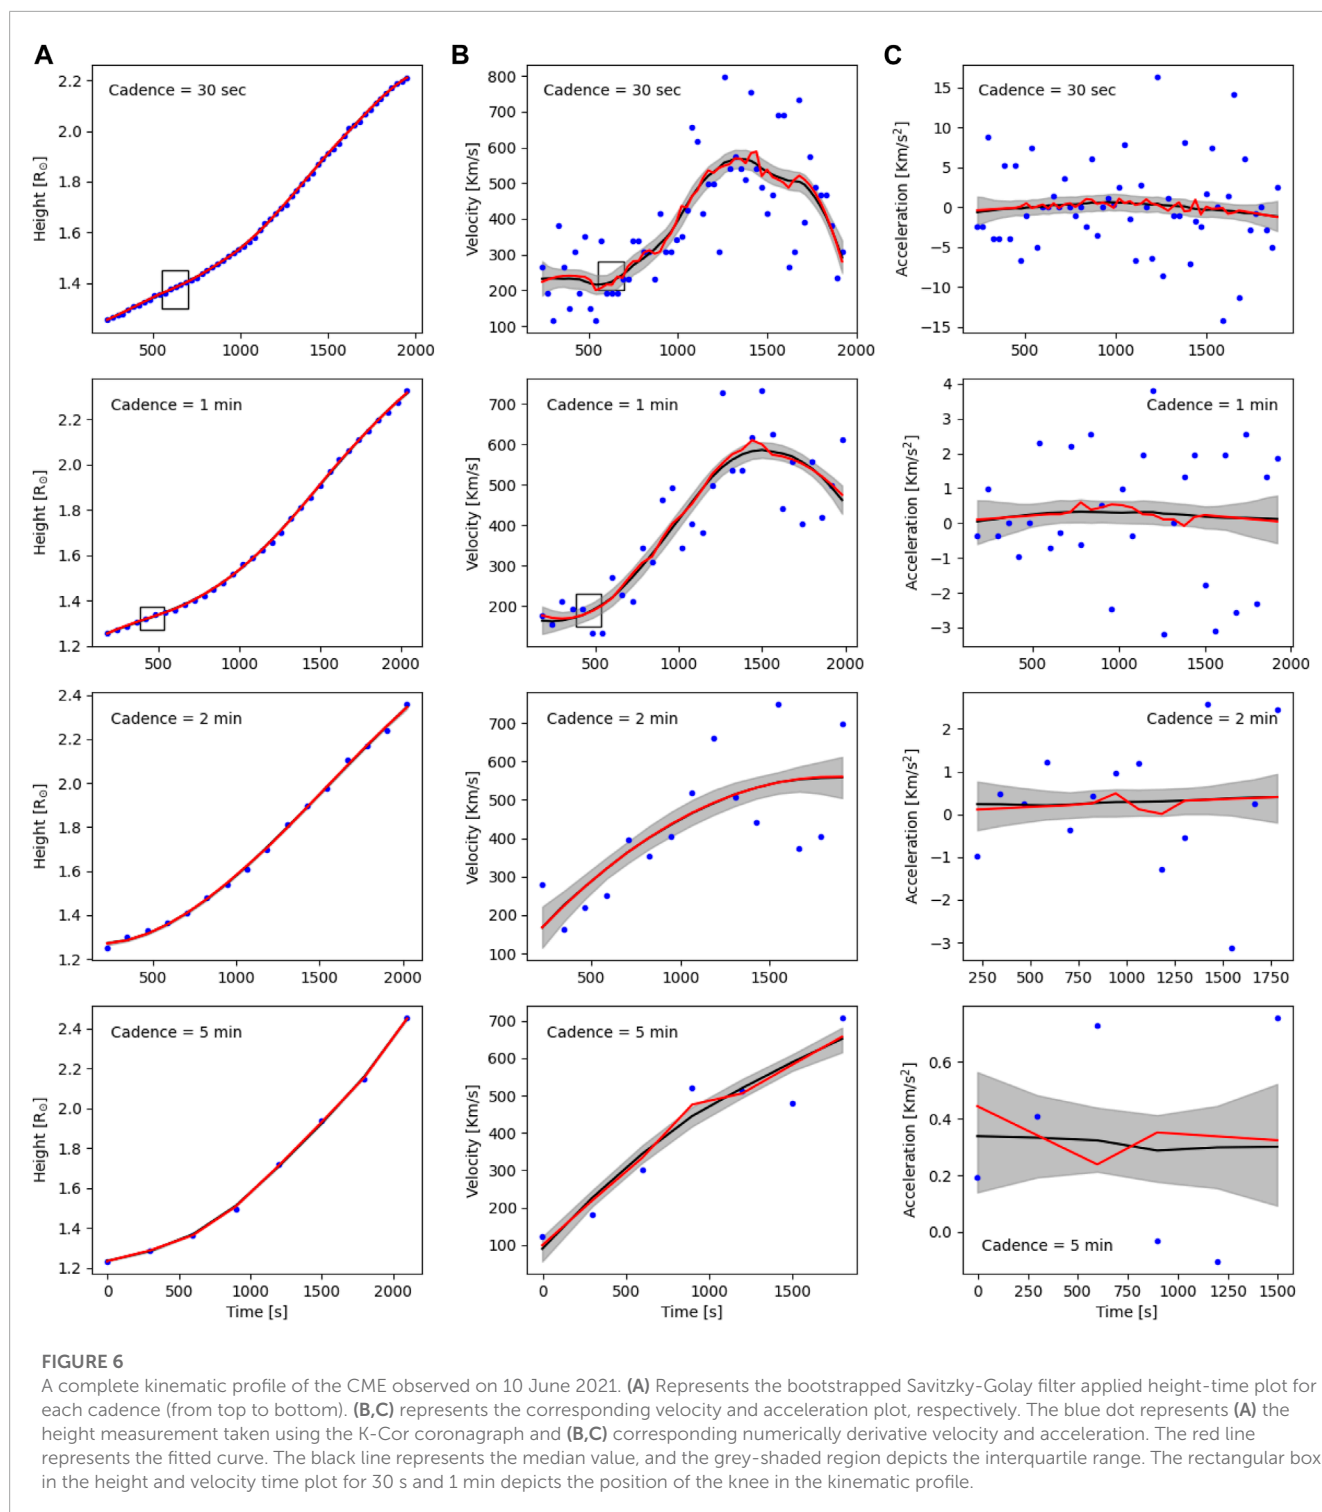 A
B
C
Cadence = 30 sec
Height [R⊙]
2.2
2.0
1.8
1.6
1.4
500 1000 1500 2000
Cadence = 30 sec
Velocity [Km/s]
800
700
600
500
400
300
200
100
0 500 1000 1500 2000
Cadence = 30 sec
Acceleration [Km/s²]
15
10
5
0
−5
−10
−15
500 1000 1500
Cadence = 1 min
Height [R⊙]
2.2
2.0
1.8
1.6
1.4
1.2
500 1000 1500 2000
Cadence = 1 min
Velocity [Km/s]
700
600
500
400
300
200
500 1000 1500 2000
Cadence = 1 min
Acceleration [Km/s²]
4
3
2
1
0
−1
−2
−3
500 1000 1500 2000
Cadence = 2 min
Height [R⊙]
2.4
2.2
2.0
1.8
1.6
1.4
1.2
500 1000 1500 2000
Cadence = 2 min
Velocity [Km/s]
700
600
500
400
300
200
100
500 1000 1500
Cadence = 2 min
Acceleration [Km/s²]
2
1
0
−1
−2
−3
250 500 750 1000 1250 1500 1750
Cadence = 5 min
Height [R⊙]
2.4
2.2
2.0
1.8
1.6
1.4
1.2
0 500 1000 1500 2000
Time [s]
Cadence = 5 min
Velocity [Km/s]
700
600
500
400
300
200
100
0 500 1000 1500
Time [s]
Cadence = 5 min
Acceleration [Km/s²]
0.6
0.4
0.2
0.0
0 250 500 750 1000 1250 1500
Time [s]
FIGURE 6
A complete kinematic profile of the CME observed on 10 June 2021. (A) Represents the bootstrapped Savitzky-Golay filter applied height-time plot for
each cadence (from top to bottom). (B,C) represents the corresponding velocity and acceleration plot, respectively. The blue dot represents (A) the
height measurement taken using the K-Cor coronagraph and (B,C) corresponding numerically derivative velocity and acceleration. The red line
represents the fitted curve. The black line represents the median value, and the grey-shaded region depicts the interquartile range. The rectangular box
in the height and velocity time plot for 30 s and 1 min depicts the position of the knee in the kinematic profile.